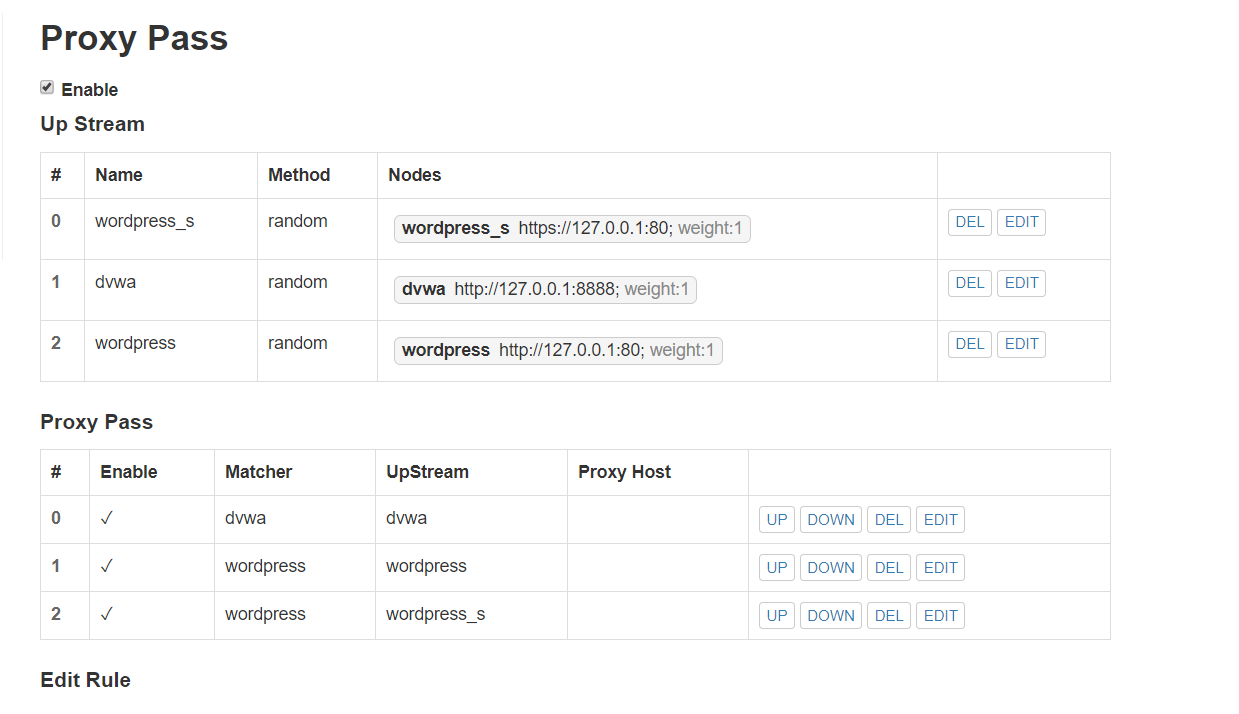 Proxy Pass
Enable
Up Stream
# Name Method Nodes
0 wordpress_s random wordpress_s https://127.0.0.1:80; weight:1 DEL EDIT
1 dvwa random dvwa http://127.0.0.1:8888; weight:1 DEL EDIT
2 wordpress random wordpress http://127.0.0.1:80; weight:1 DEL EDIT
Proxy Pass
# Enable Matcher UpStream Proxy Host
0 ✓ dvwa dvwa UP DOWN DEL EDIT
1 ✓ wordpress wordpress UP DOWN DEL EDIT
2 ✓ wordpress wordpress_s UP DOWN DEL EDIT
Edit Rule